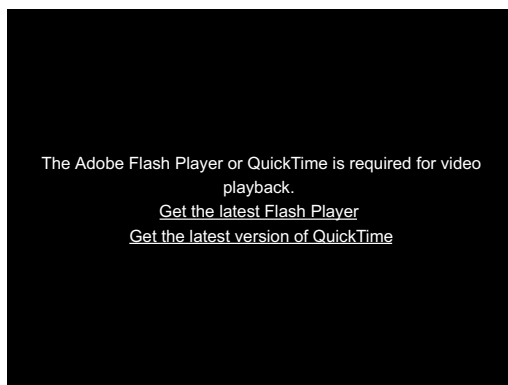 The Adobe Flash Player or QuickTime is required for video
playback.
Get the latest Flash Player
Get the latest version of QuickTime